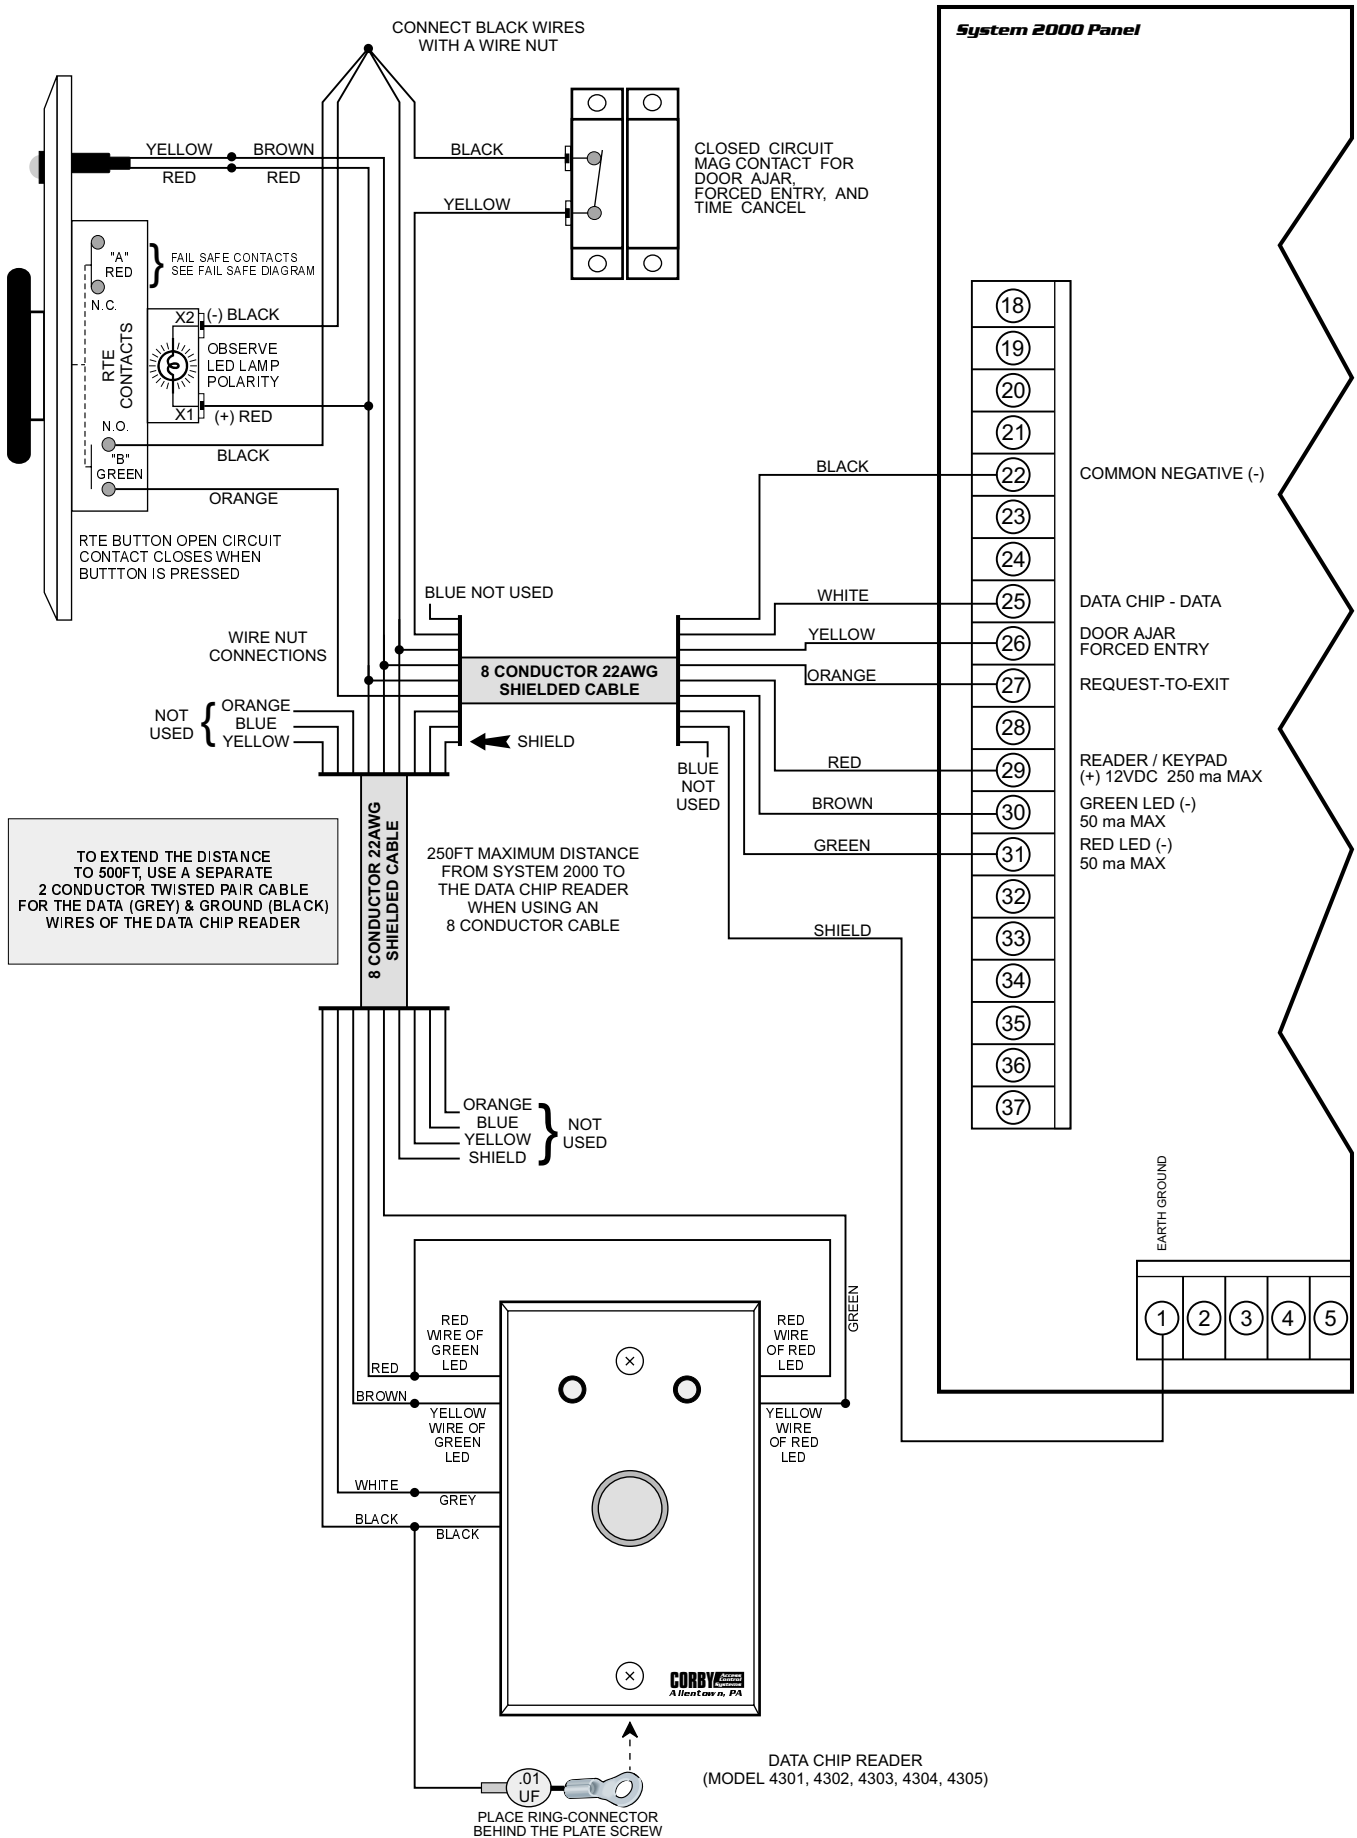 CONNECT BLACK WIRES
WITH A WIRE NUT
System 2000 Panel
YELLOW
BROWN
RED
RED
BLACK
YELLOW
CLOSED CIRCUIT
MAG CONTACT FOR
DOOR AJAR,
FORCED ENTRY, AND
TIME CANCEL
"A"
RED
FAIL SAFE CONTACTS
SEE FAIL SAFE DIAGRAM
N.C.
RTE
CONTACTS
X2
(-) BLACK
OBSERVE
LED LAMP
POLARITY
X1
(+) RED
N.O.
"B"
GREEN
BLACK
ORANGE
RTE BUTTON OPEN CIRCUIT
CONTACT CLOSES WHEN
BUTTTON IS PRESSED
18
19
20
21
22
23
24
25
26
27
28
29
30
31
32
33
34
35
36
37
BLACK
COMMON NEGATIVE (-)
WHITE
DATA CHIP - DATA
YELLOW
DOOR AJAR
FORCED ENTRY
ORANGE
REQUEST-TO-EXIT
RED
READER / KEYPAD
(+) 12VDC 250 ma MAX
BROWN
GREEN LED (-)
50 ma MAX
GREEN
RED LED (-)
50 ma MAX
SHIELD
BLUE NOT USED
WIRE NUT
CONNECTIONS
8 CONDUCTOR 22AWG
SHIELDED CABLE
NOT
USED
ORANGE
BLUE
YELLOW
SHIELD
BLUE
NOT
USED
TO EXTEND THE DISTANCE
TO 500FT, USE A SEPARATE
2 CONDUCTOR TWISTED PAIR CABLE
FOR THE DATA (GREY) & GROUND (BLACK)
WIRES OF THE DATA CHIP READER
8 CONDUCTOR 22AWG
SHIELDED CABLE
250FT MAXIMUM DISTANCE
FROM SYSTEM 2000 TO
THE DATA CHIP READER
WHEN USING AN
8 CONDUCTOR CABLE
ORANGE
BLUE
YELLOW
SHIELD
NOT
USED
EARTH GROUND
1
2
3
4
5
GREEN
RED
WIRE OF
GREEN
LED
RED
WIRE
OF RED
LED
RED
BROWN
YELLOW
WIRE OF
GREEN
LED
YELLOW
WIRE
OF RED
LED
WHITE
GREY
BLACK
BLACK
CORBY
Access
Control
Systems
Allentown, PA
.01
UF
PLACE RING-CONNECTOR
BEHIND THE PLATE SCREW
DATA CHIP READER
(MODEL 4301, 4302, 4303, 4304, 4305)